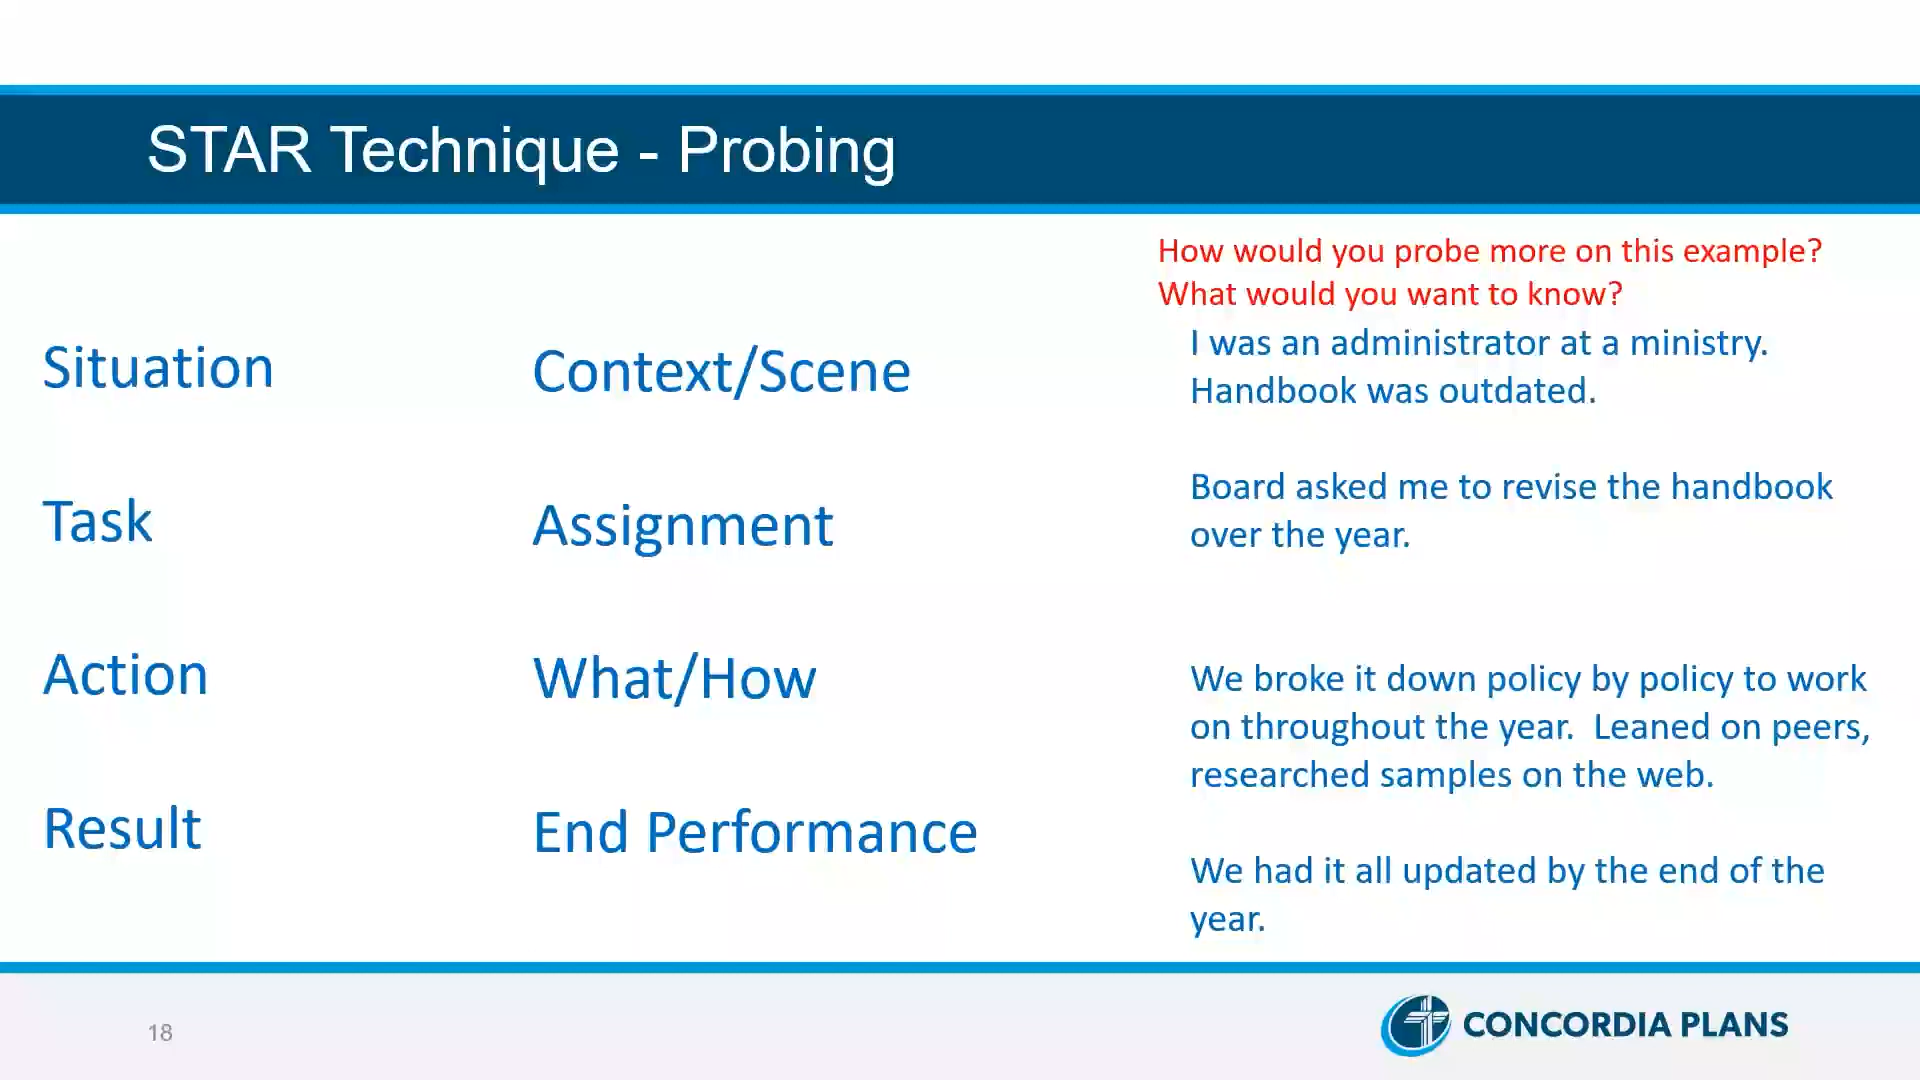 STAR Technique - Probing
How would you probe more on this example?
What would you want to know?
Situation
Context/Scene
I was an administrator at a ministry.
Handbook was outdated.
Task
Assignment
Board asked me to revise the handbook
over the year.
Action
What/How
We broke it down policy by policy to work
on throughout the year.  Leaned on peers,
researched samples on the web.
Result
End Performance
We had it all updated by the end of the
year.
18
CONCORDIA PLANS